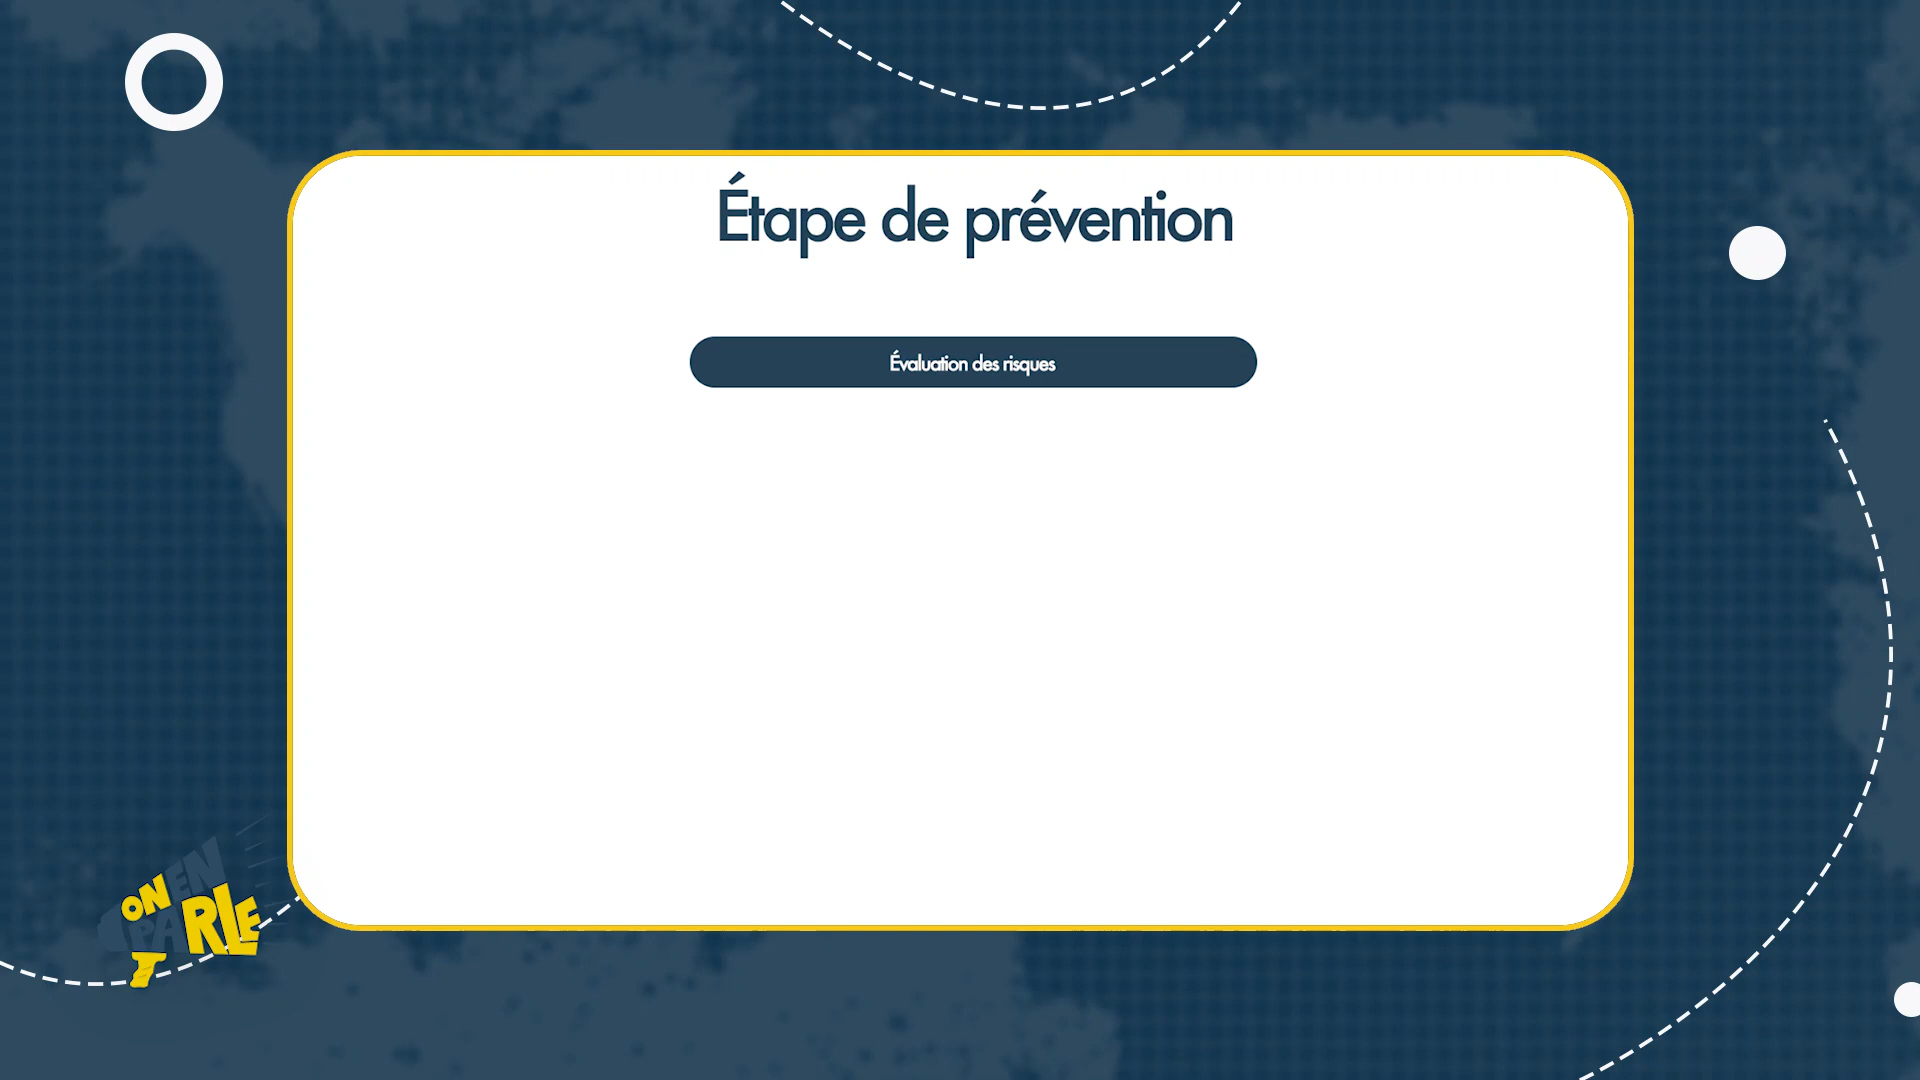 Étape de prévention
Évaluation des risques
ON EN
PARLE